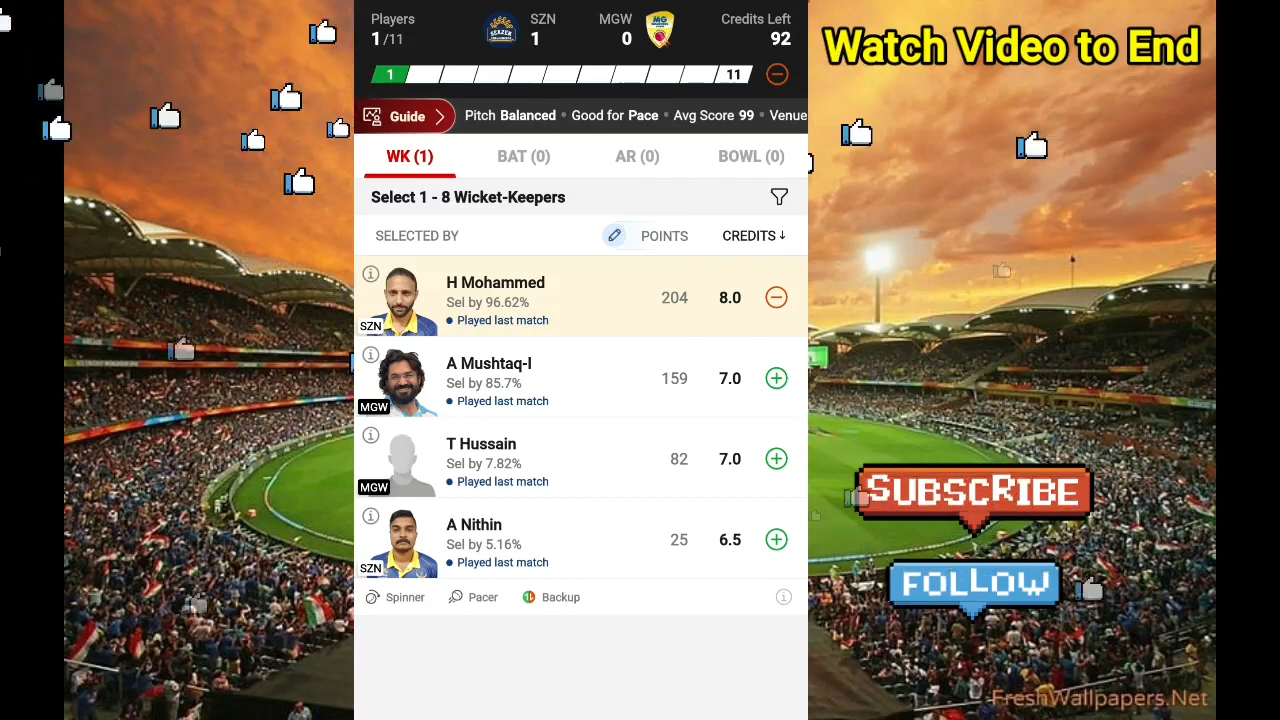 Players
1/11
SZN
1
MGW
0
Credits Left
92
1
11
Guide
Pitch Balanced • Good for Pace • Avg Score 99 • Venue
WK (1)
BAT (0)
AR (0)
BOWL (0)
Select 1 - 8 Wicket-Keepers
SELECTED BY
POINTS
CREDITS↓
H Mohammed
Sel by 96.62%
Played last match
204
8.0
SZN
A Mushtaq-I
Sel by 85.7%
Played last match
159
7.0
MGW
T Hussain
Sel by 7.82%
Played last match
82
7.0
MGW
A Nithin
Sel by 5.16%
Played last match
25
6.5
SZN
Spinner
Pacer
Backup
Watch Video to End
SUBSCRIBE
FOLLOW
FreshWallpapers.Net